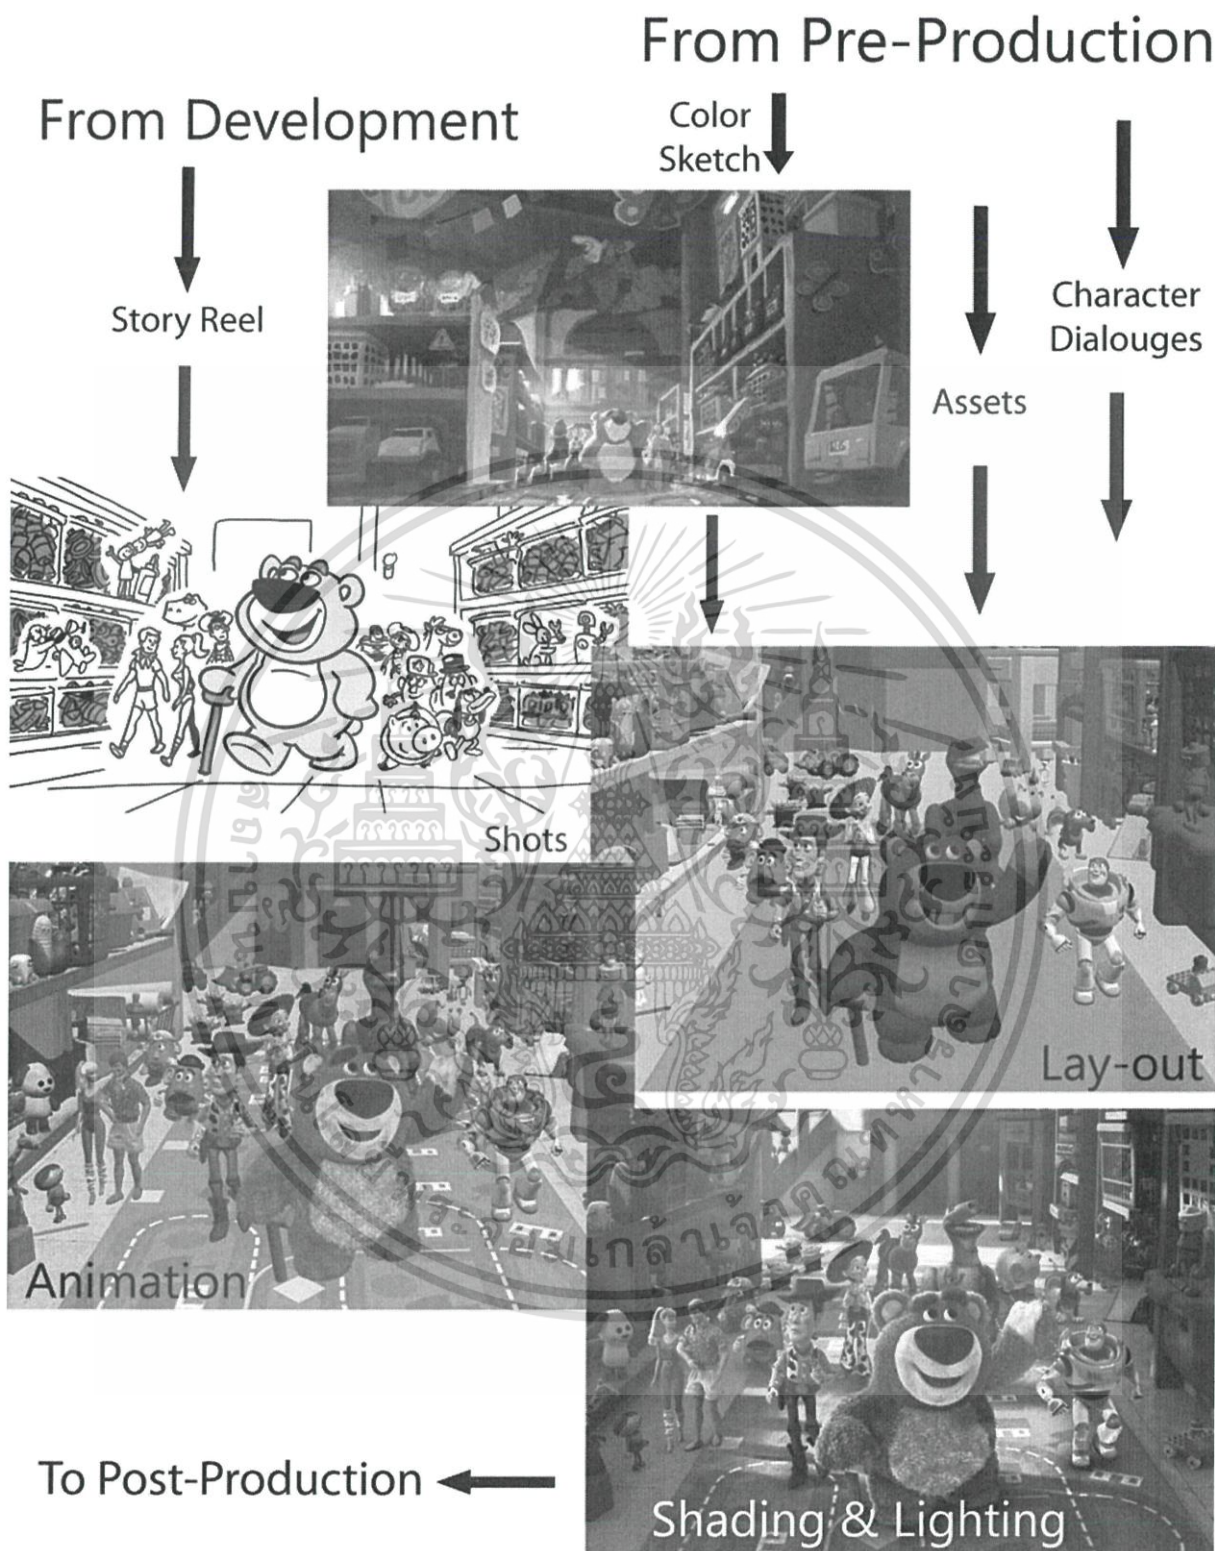 From Pre-Production
From Development
Color
Sketch
Story Reel
Character
Dialouges
Assets
Shots
Lay-out
Animation
Shading & Lighting
To Post-Production